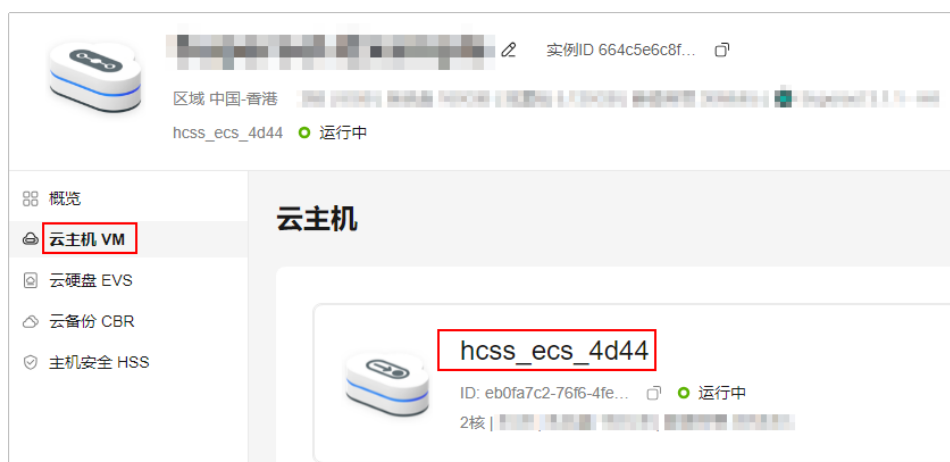 实例ID 664c5e6c8f...
区域 中国-香港
hcss_ecs_4d44 运行中
概览
云主机 VM
云硬盘 EVS
云备份 CBR
主机安全 HSS
云主机
hcss_ecs_4d44
ID: eb0fa7c2-76f6-4fe... 运行中
2核 |